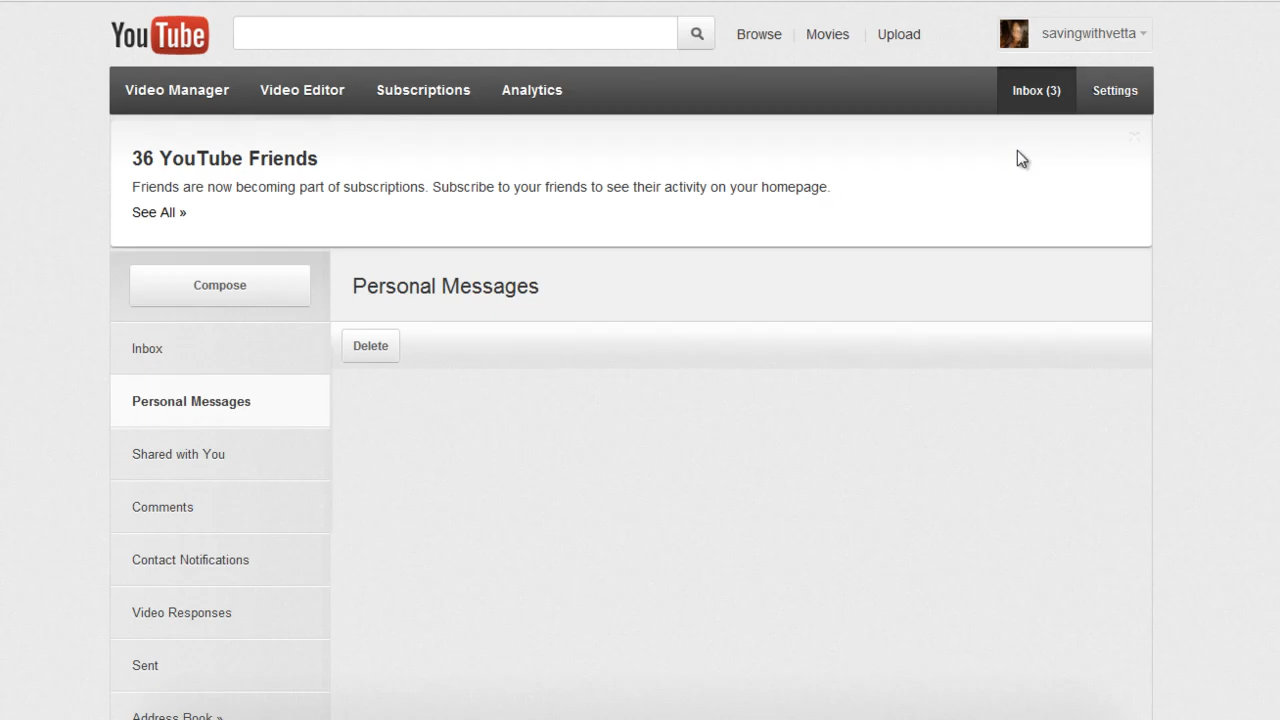 YouTube
Browse
Movies
Upload
savingwithvetta
Video Manager
Video Editor
Subscriptions
Analytics
Inbox (3)
Settings
36 YouTube Friends
Friends are now becoming part of subscriptions. Subscribe to your friends to see their activity on your homepage.
See All »
Compose
Personal Messages
Delete
Inbox
Personal Messages
Shared with You
Comments
Contact Notifications
Video Responses
Sent
Address Book »